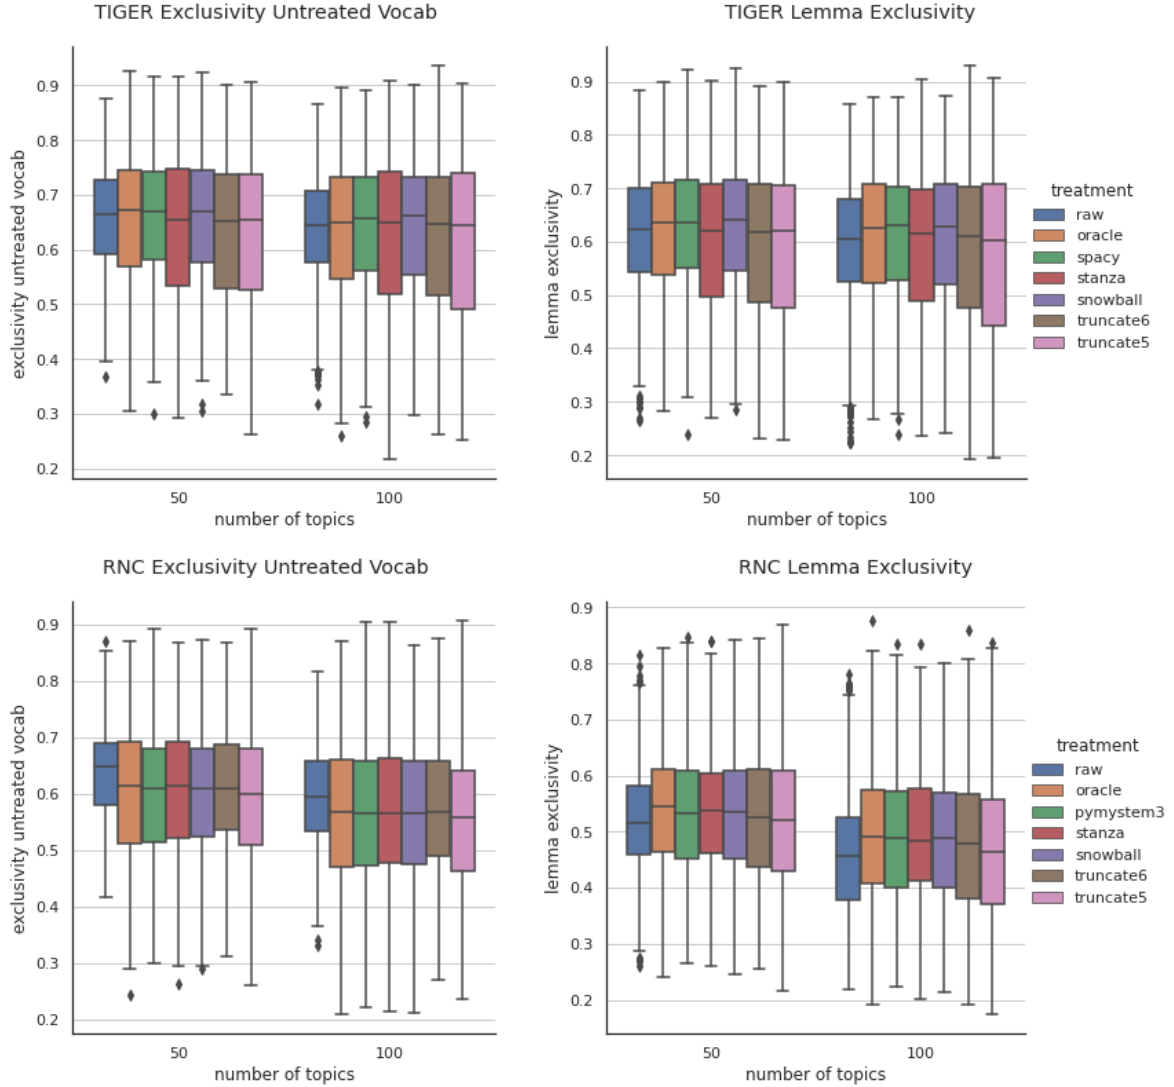 TIGER Exclusivity Untreated Vocab
exclusivity untreated vocab
0.9
0.8
0.7
0.6
0.5
0.4
0.3
0.2
50
100
number of topics
TIGER Lemma Exclusivity
lemma exclusivity
0.9
0.8
0.7
0.6
0.5
0.4
0.3
0.2
50
100
number of topics
treatment
raw
oracle
spacy
stanza
snowball
truncate6
truncate5
RNC Exclusivity Untreated Vocab
exclusivity untreated vocab
0.9
0.8
0.7
0.6
0.5
0.4
0.3
0.2
50
100
number of topics
RNC Lemma Exclusivity
lemma exclusivity
0.9
0.8
0.7
0.6
0.5
0.4
0.3
0.2
50
100
number of topics
treatment
raw
oracle
pymystem3
stanza
snowball
truncate6
truncate5